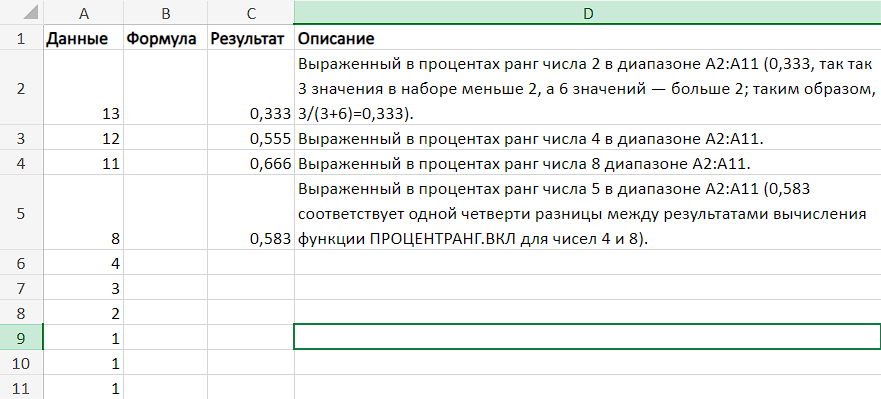 A B C D
1 Данные Формула Результат Описание
Выраженный в процентах ранг числа 2 в диапазоне A2:A11 (0,333, так так
2 3 значения в наборе меньше 2, а 6 значений — больше 2; таким образом,
13 0,333 3/(3+6)=0,333).
3 12 0,555 Выраженный в процентах ранг числа 4 в диапазоне A2:A11.
4 11 0,666 Выраженный в процентах ранг числа 8 диапазоне A2:A11.
Выраженный в процентах ранг числа 5 в диапазоне A2:A11 (0,583
5 соответствует одной четверти разницы между результатами вычисления
8 0,583 функции ПРОЦЕНТРАНГ.ВКЛ для чисел 4 и 8).
6 4
7 3
8 2
9 1
10 1
11 1